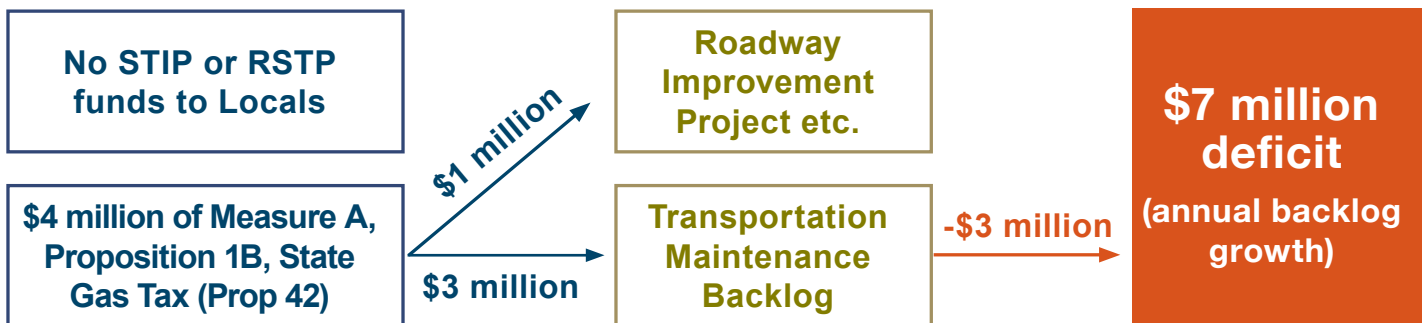 No STIP or RSTP
funds to Locals
$4 million of Measure A,
Proposition 1B, State
Gas Tax (Prop 42)
$1 million
$3 million
Roadway
Improvement
Project etc.
Transportation
Maintenance
Backlog
-$3 million
$7 million
deficit
(annual backlog
growth)